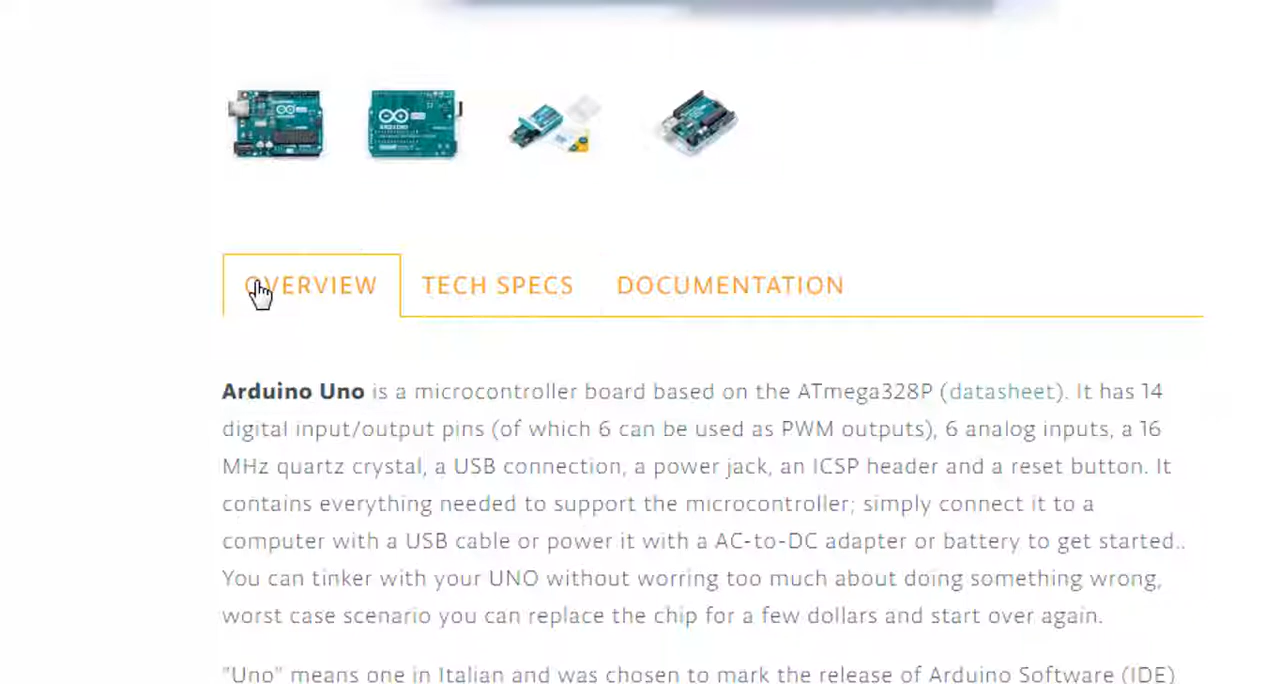 OVERVIEW TECH SPECS DOCUMENTATION
Arduino Uno is a microcontroller board based on the ATmega328P (datasheet). It has 14
digital input/output pins (of which 6 can be used as PWM outputs), 6 analog inputs, a 16
MHz quartz crystal, a USB connection, a power jack, an ICSP header and a reset button. It
contains everything needed to support the microcontroller; simply connect it to a
computer with a USB cable or power it with a AC-to-DC adapter or battery to get started..
You can tinker with your UNO without worring too much about doing something wrong,
worst case scenario you can replace the chip for a few dollars and start over again.
"Uno" means one in Italian and was chosen to mark the release of Arduino Software (IDE)